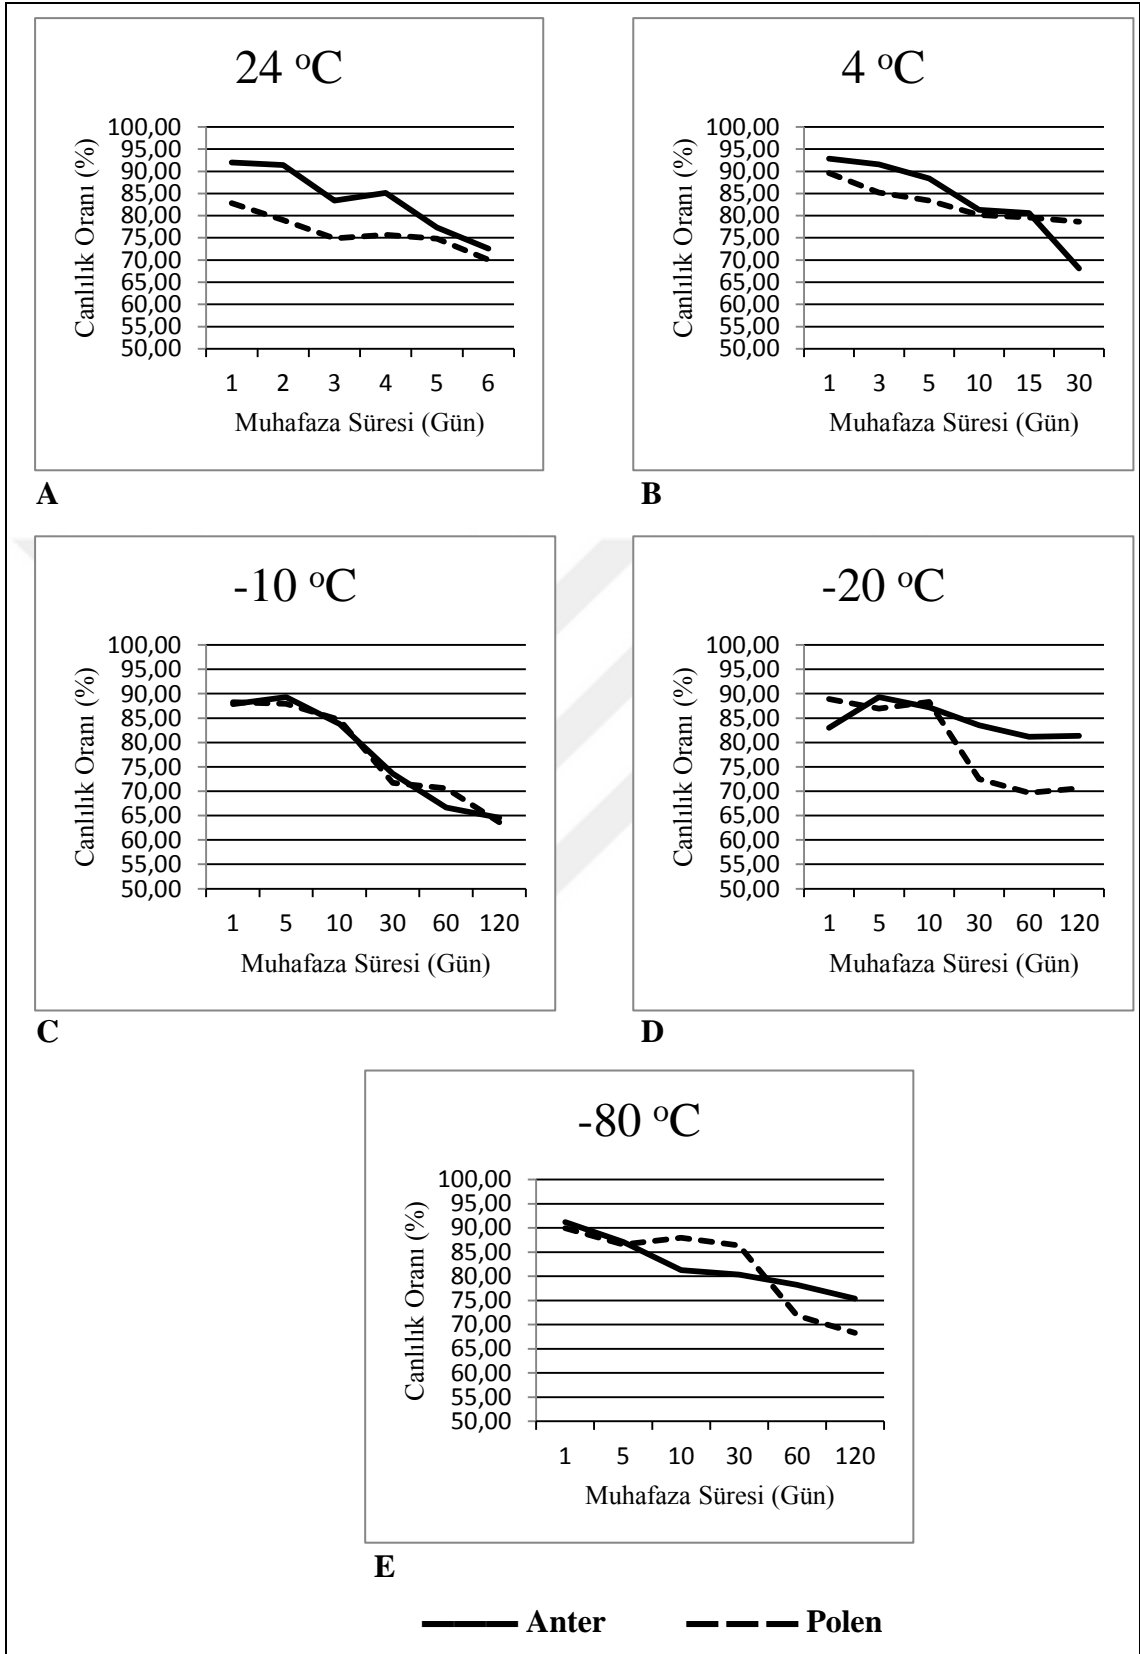 24 ºC
100,00
95,00
90,00
85,00
80,00
75,00
70,00
65,00
60,00
55,00
50,00
Canlılık Oranı (%)
1 2 3 4 5 6
Muhafaza Süresi (Gün)
A
4 ºC
100,00
95,00
90,00
85,00
80,00
75,00
70,00
65,00
60,00
55,00
50,00
Canlılık Oranı (%)
1 3 5 10 15 30
Muhafaza Süresi (Gün)
B
-10 ºC
100,00
95,00
90,00
85,00
80,00
75,00
70,00
65,00
60,00
55,00
50,00
Canlılık Oranı (%)
1 5 10 30 60 120
Muhafaza Süresi (Gün)
C
-20 ºC
100,00
95,00
90,00
85,00
80,00
75,00
70,00
65,00
60,00
55,00
50,00
Canlılık Oranı (%)
1 5 10 30 60 120
Muhafaza Süresi (Gün)
D
-80 ºC
100,00
95,00
90,00
85,00
80,00
75,00
70,00
65,00
60,00
55,00
50,00
Canlılık Oranı (%)
1 5 10 30 60 120
Muhafaza Süresi (Gün)
E
Anter Polen